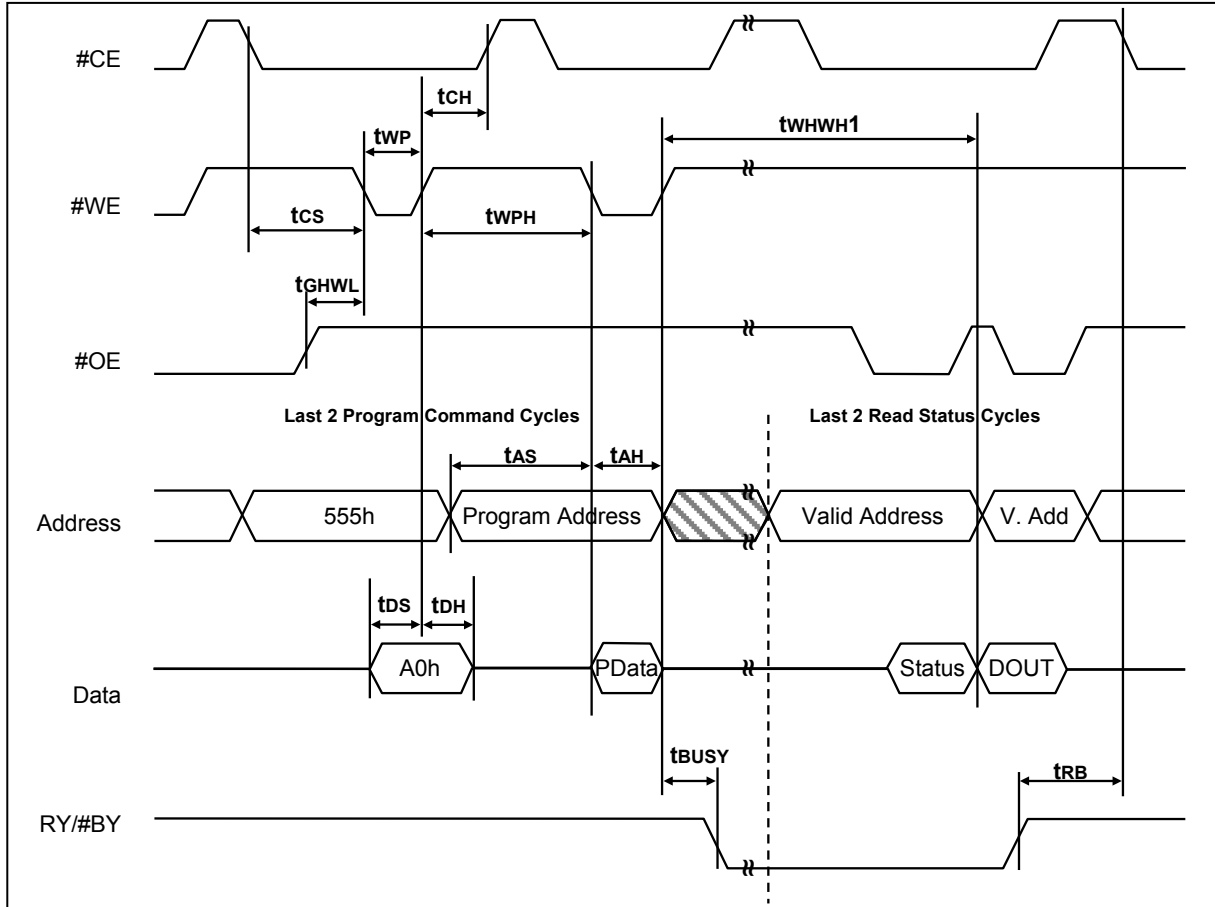 #CE
tCH
tWP
tWHWH1
#WE
tCS
tWPH
tGHWL
#OE
Last 2 Program Command Cycles
Last 2 Read Status Cycles
tAS
tAH
Address
555h
Program Address
Valid Address
V. Add
tDS
tDH
Data
A0h
PData
Status
DOUT
tBUSY
tRB
RY/#BY